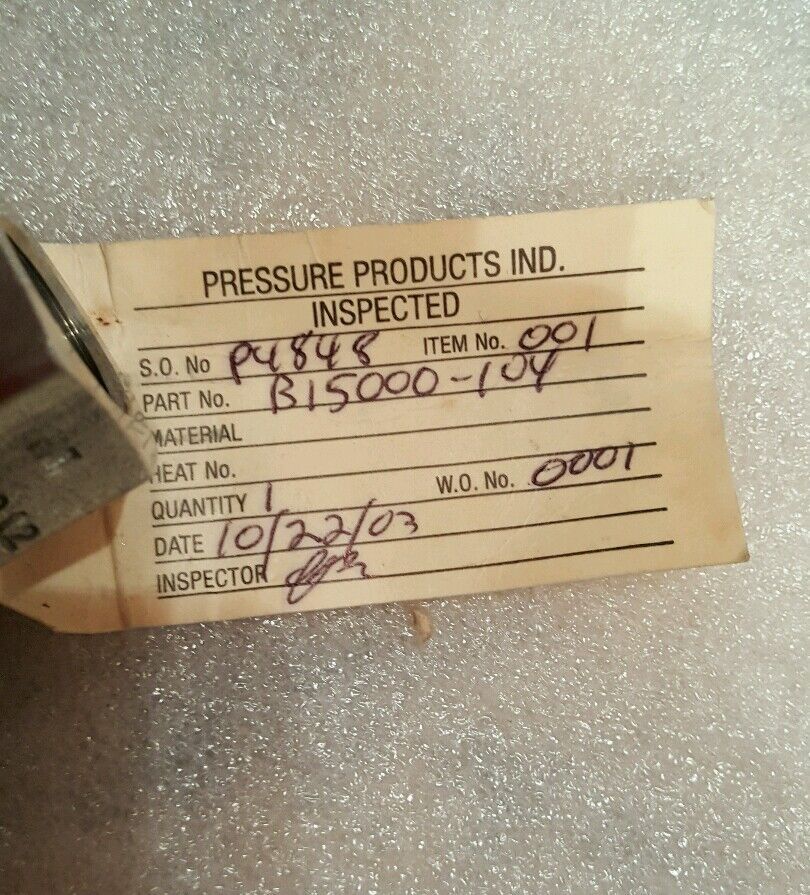 PRESSURE PRODUCTS IND.
INSPECTED
S.O. No P4848 ITEM No. 001
PART No. B15000-104
MATERIAL
HEAT No.
QUANTITY 1 W.O. No. 0001
DATE 10/22/03
INSPECTOR